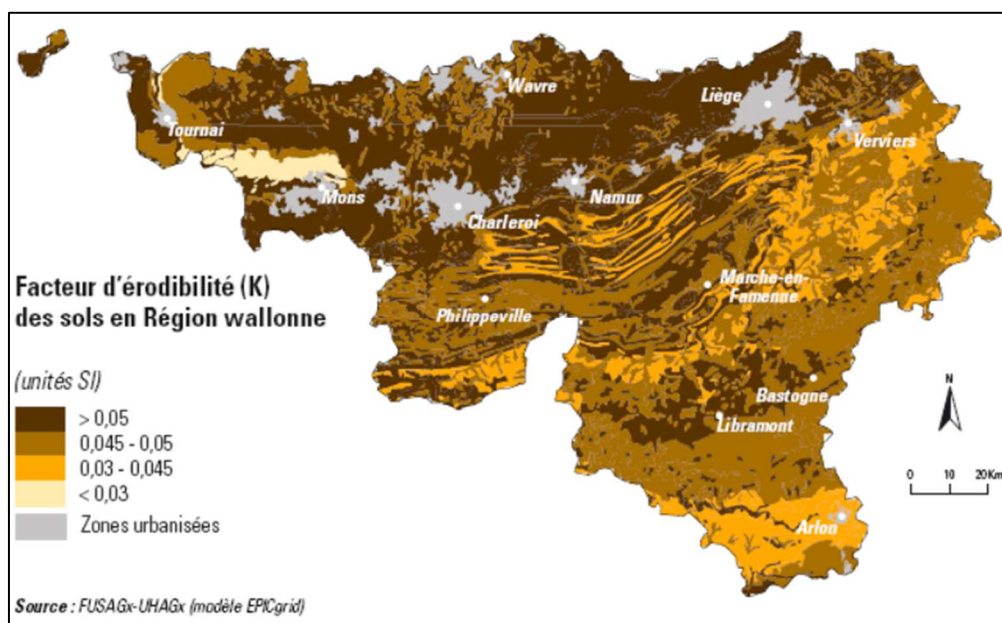 Wavre
Liège
Tournai
Verviers
Mons
Namur
Charleroi
Marche-en-
Famenne
Philippeville
Bastogne
Libramont
Arlon
Facteur d'érodibilité (K)
des sols en Région wallonne
(unités SI)
> 0,05
0,045 - 0,05
0,03 - 0,045
< 0,03
Zones urbanisées
N
0 10 20Km
Source : FUSAGx-UHAGx (modèle EPICgrid)